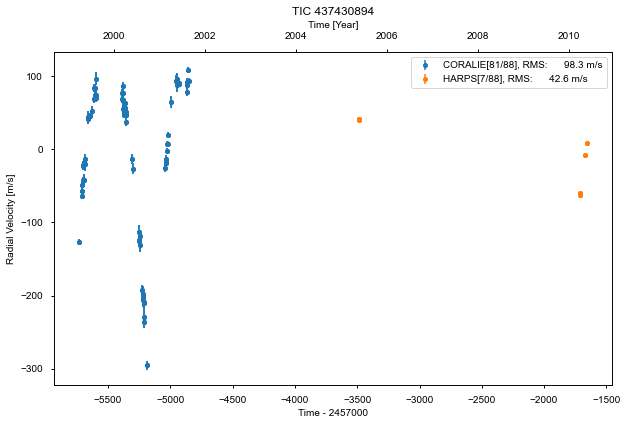 TIC 437430894
Time [Year]
2000 2002 2004 2006 2008 2010
CORALIE[81/88], RMS: 98.3 m/s
HARPS[7/88], RMS: 42.6 m/s
Radial Velocity [m/s]
100
0
−100
−200
−300
−5500 −5000 −4500 −4000 −3500 −3000 −2500 −2000 −1500
Time - 2457000